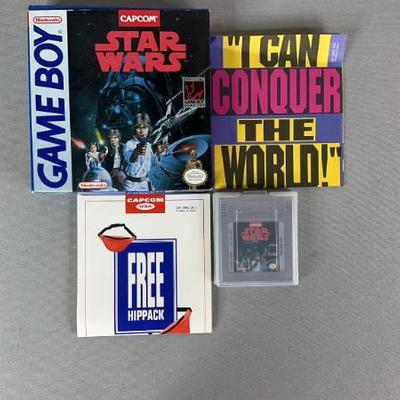 Nintendo
GAME BOY
CAPCOM
STAR
WARS
Nintendo
"I CAN
CONQUER
THE
WORLD!"
CAPCOM
USA
FREE
HIPPACK
STAR
WARS